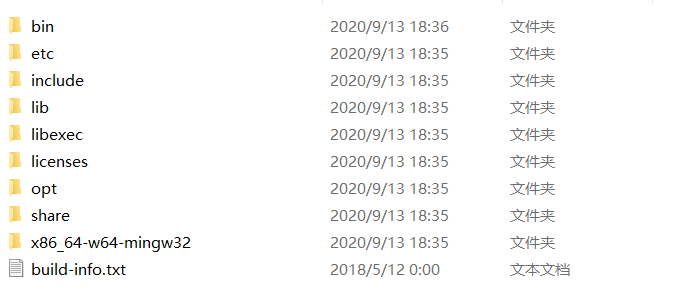 bin 2020/9/13 18:36 文件夹
etc 2020/9/13 18:35 文件夹
include 2020/9/13 18:35 文件夹
lib 2020/9/13 18:35 文件夹
libexec 2020/9/13 18:35 文件夹
licenses 2020/9/13 18:35 文件夹
opt 2020/9/13 18:35 文件夹
share 2020/9/13 18:35 文件夹
x86_64-w64-mingw32 2020/9/13 18:35 文件夹
build-info.txt 2018/5/12 0:00 文本文档